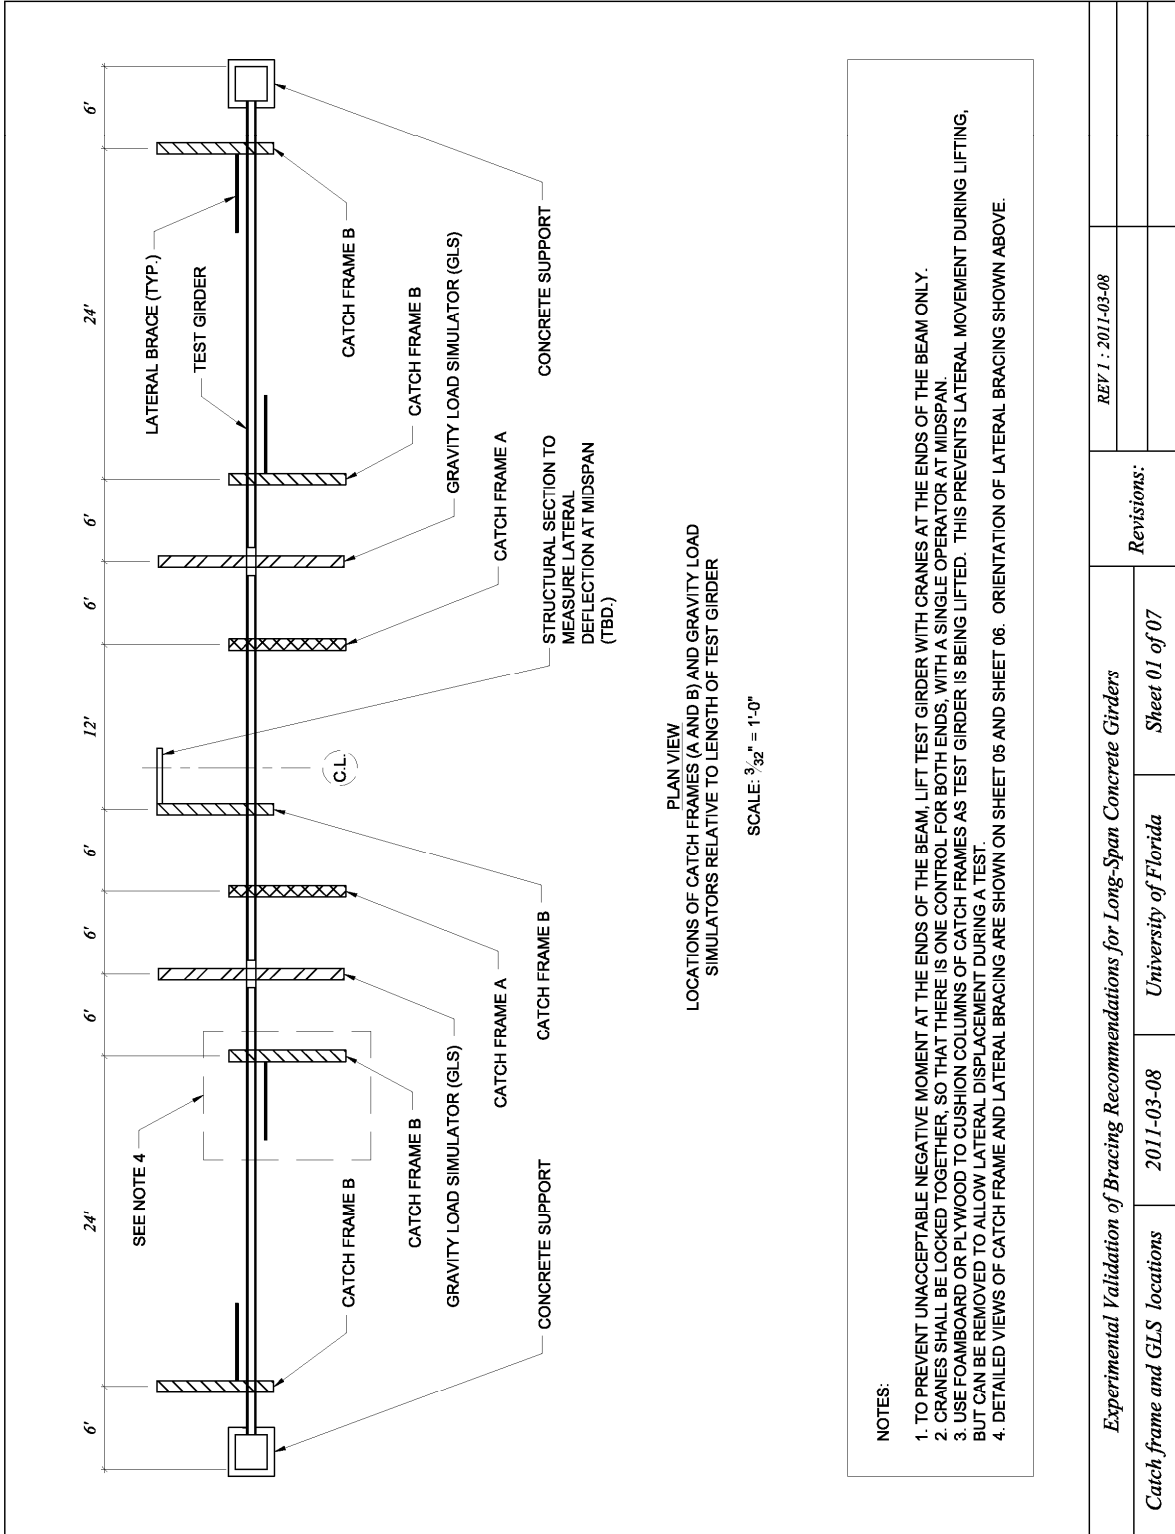 6'
24'
6'
6'
6'
12'
6'
6'
24'
6'
SEE NOTE 4
LATERAL BRACE (TYP.)
TEST GIRDER
C.L.
CATCH FRAME B
CATCH FRAME B
GRAVITY LOAD SIMULATOR (GLS)
CATCH FRAME A
CATCH FRAME B
CONCRETE SUPPORT
STRUCTURAL SECTION TO
MEASURE LATERAL
DEFLECTION AT MIDSPAN
(TBD.)
CATCH FRAME A
GRAVITY LOAD SIMULATOR (GLS)
CATCH FRAME B
CATCH FRAME B
CONCRETE SUPPORT
PLAN VIEW
LOCATIONS OF CATCH FRAMES (A AND B) AND GRAVITY LOAD
SIMULATORS RELATIVE TO LENGTH OF TEST GIRDER
SCALE: 3/32" = 1'-0"
NOTES:
1. TO PREVENT UNACCEPTABLE NEGATIVE MOMENT AT THE ENDS OF THE BEAM, LIFT TEST GIRDER WITH CRANES AT THE ENDS OF THE BEAM ONLY.
2. CRANES SHALL BE LOCKED TOGETHER, SO THAT THERE IS ONE CONTROL FOR BOTH ENDS, WITH A SINGLE OPERATOR AT MIDSPAN.
3. USE FOAMBOARD OR PLYWOOD TO CUSHION COLUMNS OF CATCH FRAMES AS TEST GIRDER IS BEING LIFTED. THIS PREVENTS LATERAL MOVEMENT DURING LIFTING,
BUT CAN BE REMOVED TO ALLOW LATERAL DISPLACEMENT DURING A TEST.
4. DETAILED VIEWS OF CATCH FRAME AND LATERAL BRACING ARE SHOWN ON SHEET 05 AND SHEET 06. ORIENTATION OF LATERAL BRACING SHOWN ABOVE.
Experimental Validation of Bracing Recommendations for Long-Span Concrete Girders
Catch frame and GLS locations
2011-03-08
University of Florida
Sheet 01 of 07
Revisions:
REV 1 : 2011-03-08